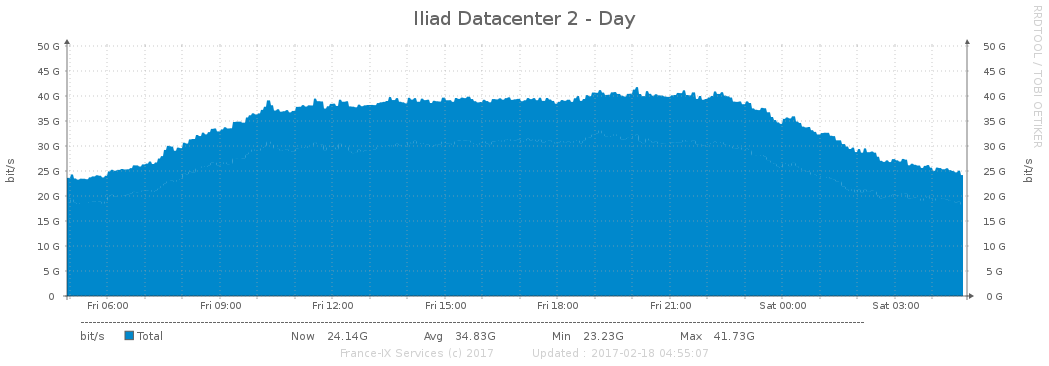 Iliad Datacenter 2 - Day
RRDTOOL / TOBI OETIKER
50 G 50 G
45 G 45 G
40 G 40 G
35 G 35 G
30 G 30 G
25 G 25 G
20 G 20 G
15 G 15 G
10 G 10 G
5 G 5 G
0 0 G
bit/s
bit/s
Fri 06:00 Fri 09:00 Fri 12:00 Fri 15:00 Fri 18:00 Fri 21:00 Sat 00:00 Sat 03:00
bit/s Total Now 24.14G Avg 34.83G Min 23.23G Max 41.73G
France-IX Services (c) 2017 Updated : 2017-02-18 04:55:07